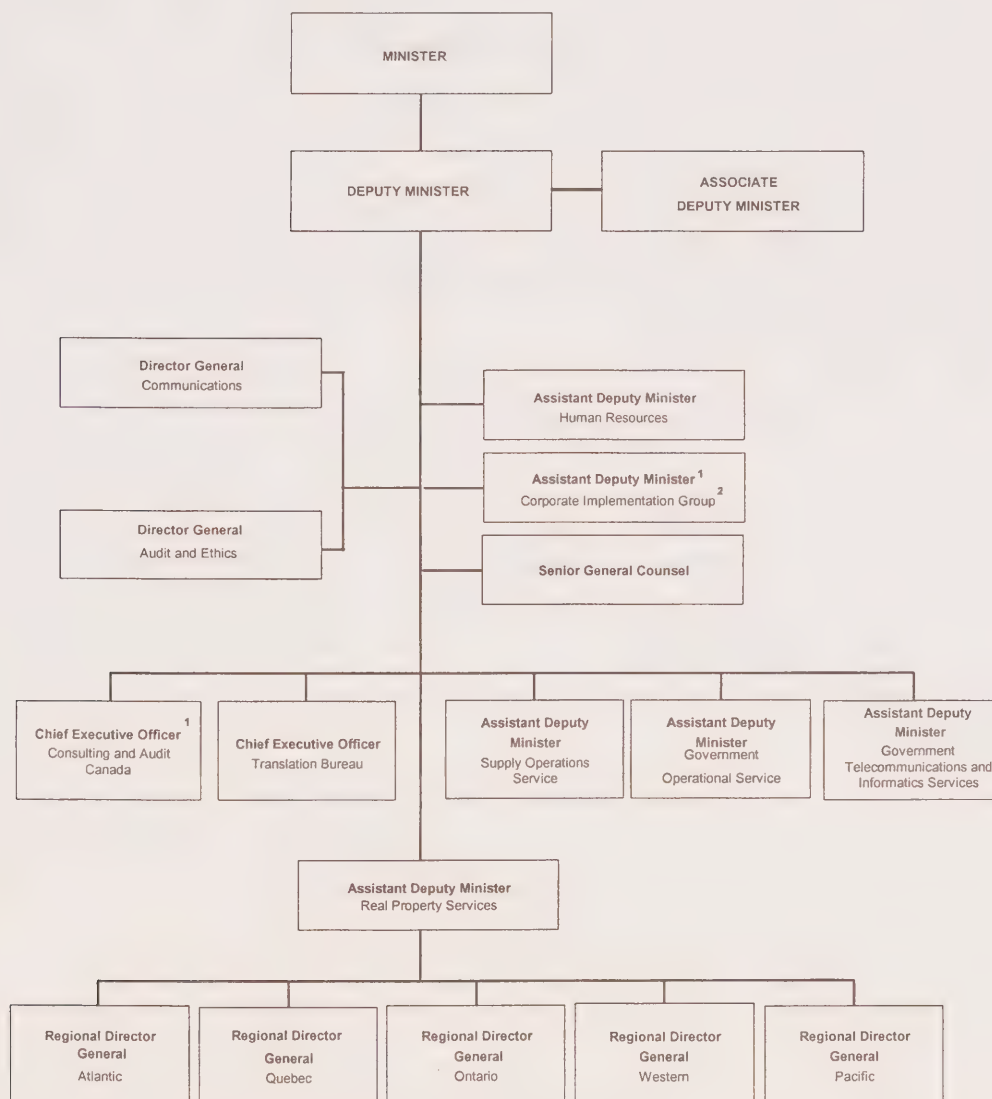 MINISTER
DEPUTY MINISTER
ASSOCIATE
DEPUTY MINISTER
Director General
Communications
Assistant Deputy Minister
Human Resources
Assistant Deputy Minister 1
Corporate Implementation Group 2
Director General
Audit and Ethics
Senior General Counsel
Chief Executive Officer 1
Consulting and Audit
Canada
Chief Executive Officer
Translation Bureau
Assistant Deputy
Minister
Supply Operations
Service
Assistant Deputy
Minister
Government
Operational Service
Assistant Deputy
Minister
Government
Telecommunications and
Informatics Services
Assistant Deputy Minister
Real Property Services
Regional Director
General
Atlantic
Regional Director
General
Quebec
Regional Director
General
Ontario
Regional Director
General
Western
Regional Director
General
Pacific